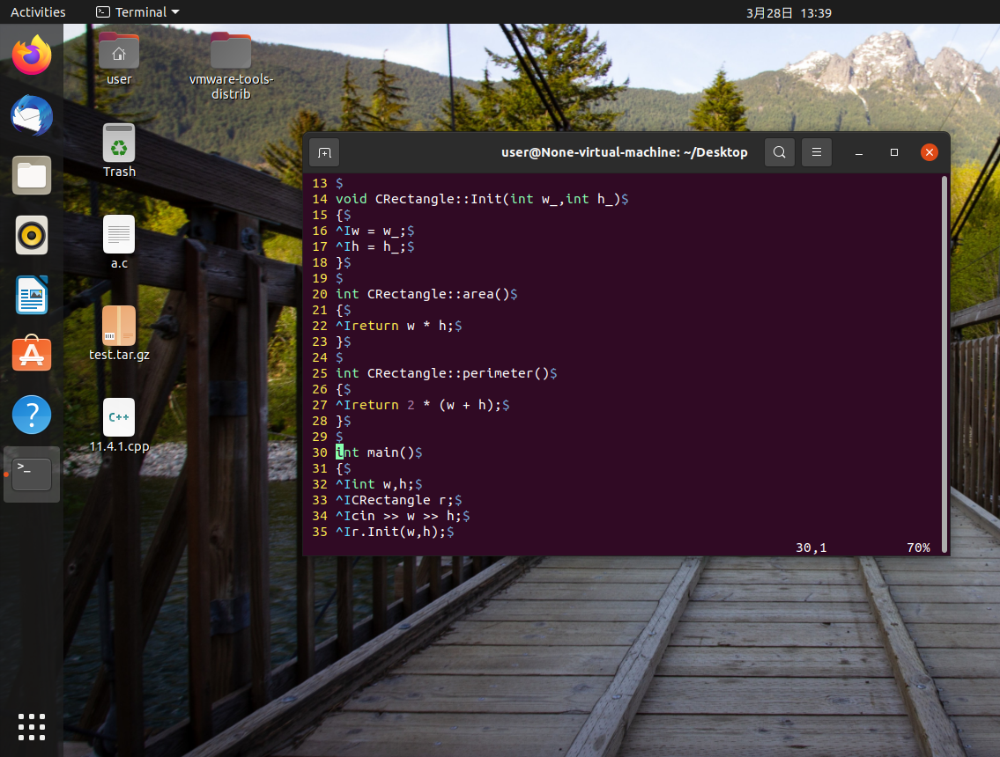 Activities
Terminal
3月28日 13:39
user
vmware-tools-
distrib
Trash
a.c
test.tar.gz
C++
11.4.1.cpp
user@None-virtual-machine: ~/Desktop
13 $
14 void CRectangle::Init(int w_,int h_)$
15 {$
16 ^Iw = w_;$
17 ^Ih = h_;$
18 }$
19 $
20 int CRectangle::area()$
21 {$
22 ^Ireturn w * h;$
23 }$
24 $
25 int CRectangle::perimeter()$
26 {$
27 ^Ireturn 2 * (w + h);$
28 }$
29 $
30 int main()$
31 {$
32 ^Iint w,h;$
33 ^ICRectangle r;$
34 ^Icin >> w >> h;$
35 ^Ir.Init(w,h);$
30,1 70%